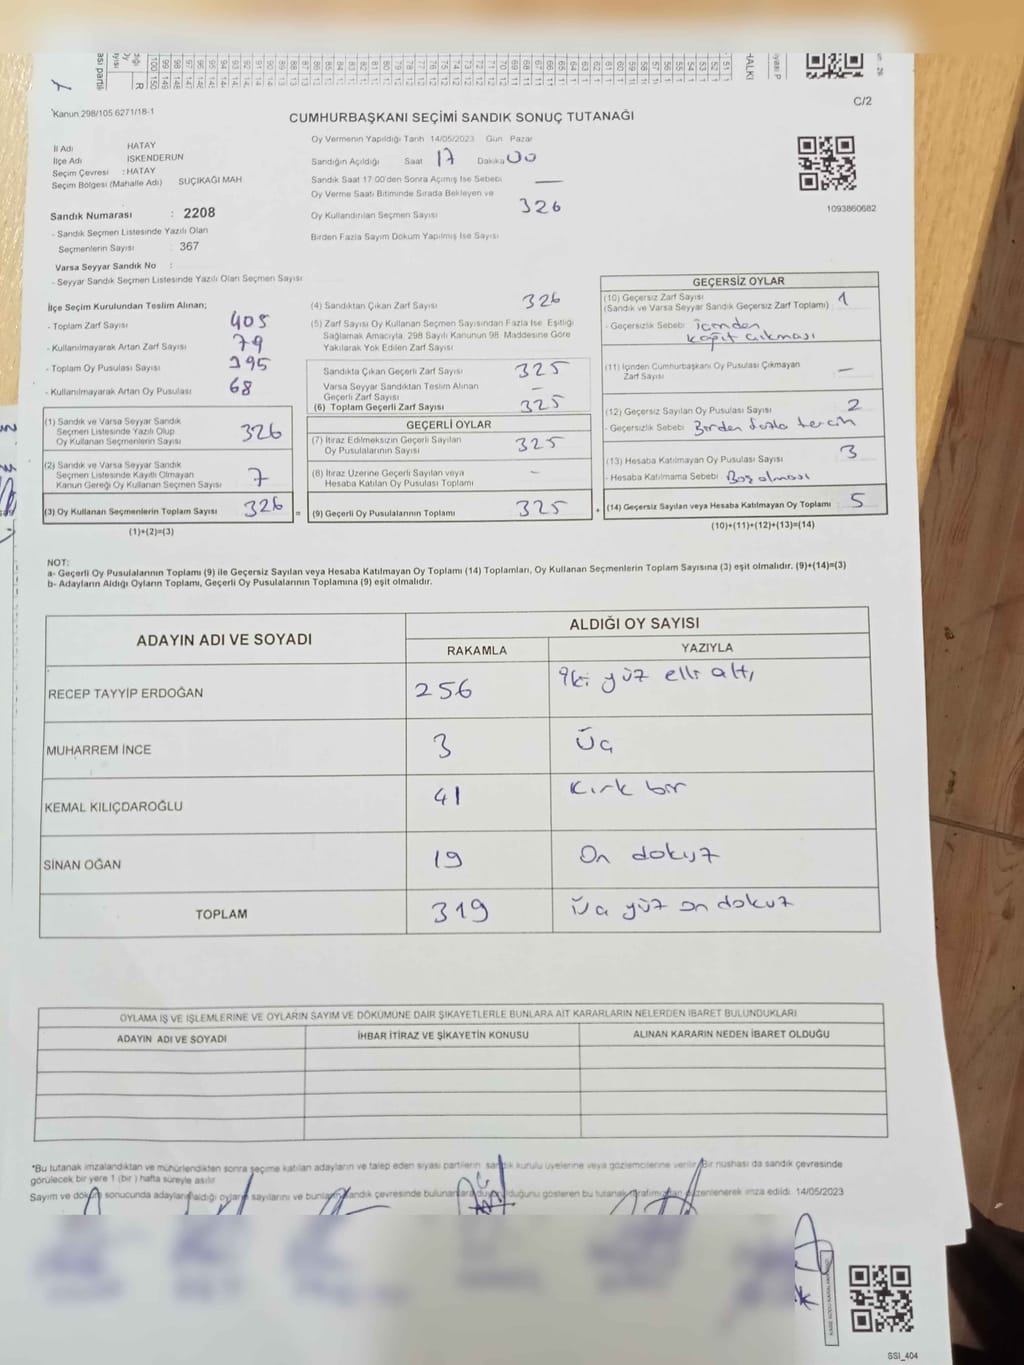 C/2
'Kanun 298/105 6271/18-1
CUMHURBAŞKANI SEÇİMİ SANDIK SONUÇ TUTANAĞI
İl Adı HATAY
İlçe Adı İSKENDERUN
Seçim Çevresi : HATAY
Seçim Bölgesi (Mahalle Adı) SUÇIKAĞI MAH
Oy Vermenin Yapıldığı Tarih 14/05/2023 Gün Pazar
Sandığın Açıldığı Saat 17 Dakika 00
Sandık Saat 17:00'den Sonra Açımış İse Sebebi —
Oy Verme Saati Bitiminde Sırada Bekleyen ve
Oy Kullandırılan Seçmen Sayısı 326
Birden Fazla Sayım Döküm Yapılmış İse Sayısı
1093860682
Sandık Numarası : 2208
- Sandık Seçmen Listesinde Yazılı Olan
Seçmenlerin Sayısı : 367
Varsa Seyyar Sandık No :
- Seyyar Sandık Seçmen Listesinde Yazılı Olan Seçmen Sayısı
İlçe Seçim Kurulundan Teslim Alınan;
- Toplam Zarf Sayısı 405
- Kullanılmayarak Artan Zarf Sayısı 79
- Toplam Oy Pusulası Sayısı 395
- Kullanılmayarak Artan Oy Pusulası 68
(1) Sandık ve Varsa Seyyar Sandık
Seçmen Listesinde Yazılı Olup
Oy Kullanan Seçmenlerin Sayısı 326
(2) Sandık ve Varsa Seyyar Sandık
Seçmen Listesinde Kayıtlı Olmayan
Kanun Gereği Oy Kullanan Seçmen Sayısı 7
(3) Oy Kullanan Seçmenlerin Toplam Sayısı 326
(1)+(2)=(3)
(4) Sandıktan Çıkan Zarf Sayısı 326
(5) Zarf Sayısı Oy Kullanan Seçmen Sayısından Fazla İse, Eşitliği
Sağlamak Amacıyla, 298 Sayılı Kanunun 98. Maddesine Göre
Yakılarak Yok Edilen Zarf Sayısı
Sandıkta Çıkan Geçerli Zarf Sayısı 325
Varsa Seyyar Sandıktan Teslim Alınan
Geçerli Zarf Sayısı —
(6) Toplam Geçerli Zarf Sayısı 325
GEÇERLİ OYLAR
(7) İtiraz Edilmeksizin Geçerli Sayılan
Oy Pusulalarının Sayısı 325
(8) İtiraz Üzerine Geçerli Sayılan veya
Hesaba Katılan Oy Pusulası Toplamı -
= (9) Geçerli Oy Pusulalarının Toplamı 325
GEÇERSİZ OYLAR
(10) Geçersiz Zarf Sayısı
(Sandık ve Varsa Seyyar Sandık Geçersiz Zarf Toplamı) 1
- Geçersizlik Sebebi İçinden
kağıt çıkması
(11) İçinden Cumhurbaşkanı Oy Pusulası Çıkmayan
Zarf Sayısı —
(12) Geçersiz Sayılan Oy Pusulası Sayısı 2
- Geçersizlik Sebebi Birden fazla tercih
(13) Hesaba Katılmayan Oy Pusulası Sayısı 3
- Hesaba Katılmama Sebebi Boş olması
+ (14) Geçersiz Sayılan veya Hesaba Katılmayan Oy Toplamı 5
(10)+(11)+(12)+(13)=(14)
NOT:
a- Geçerli Oy Pusulalarının Toplamı (9) ile Geçersiz Sayılan veya Hesaba Katılmayan Oy Toplamı (14) Toplamları, Oy Kullanan Seçmenlerin Toplam Sayısına (3) eşit olmalıdır. (9)+(14)=(3)
b- Adayların Aldığı Oyların Toplamı, Geçerli Oy Pusulalarının Toplamına (9) eşit olmalıdır.
ADAYIN ADI VE SOYADI
ALDIĞI OY SAYISI
RAKAMLA YAZIYLA
RECEP TAYYİP ERDOĞAN 256 İki yüz elli altı
MUHARREM İNCE 3 Üç
KEMAL KILIÇDAROĞLU 41 Kırk bir
SİNAN OĞAN 19 On dokuz
TOPLAM 319 Üç yüz on dokuz
OYLAMA İŞ VE İŞLEMLERİNE VE OYLARIN SAYIM VE DÖKÜMÜNE DAİR ŞİKAYETLERLE BUNLARA AİT KARARLARIN NELERDEN İBARET BULUNDUKLARI
ADAYIN ADI VE SOYADI İHBAR İTİRAZ VE ŞİKAYETİN KONUSU ALINAN KARARIN NEDEN İBARET OLDUĞU
*Bu tutanak imzalandıktan ve mühürlendikten sonra seçime katılan adayların ve talep eden siyasi partilerin sandık kurulu üyelerine veya gözlemcilerine verilir. Bir nüshası da sandık çevresinde
görülecek bir yere 1 (bir) hafta süreyle asılır
Sayım ve döküm sonucunda adayların aldığı oyların sayılarını ve bunların sandık çevresinde bulunanlara duyurulduğunu gösteren bu tutanak tarafımızdan düzenlenerek imza edildi. 14/05/2023
SSI_404